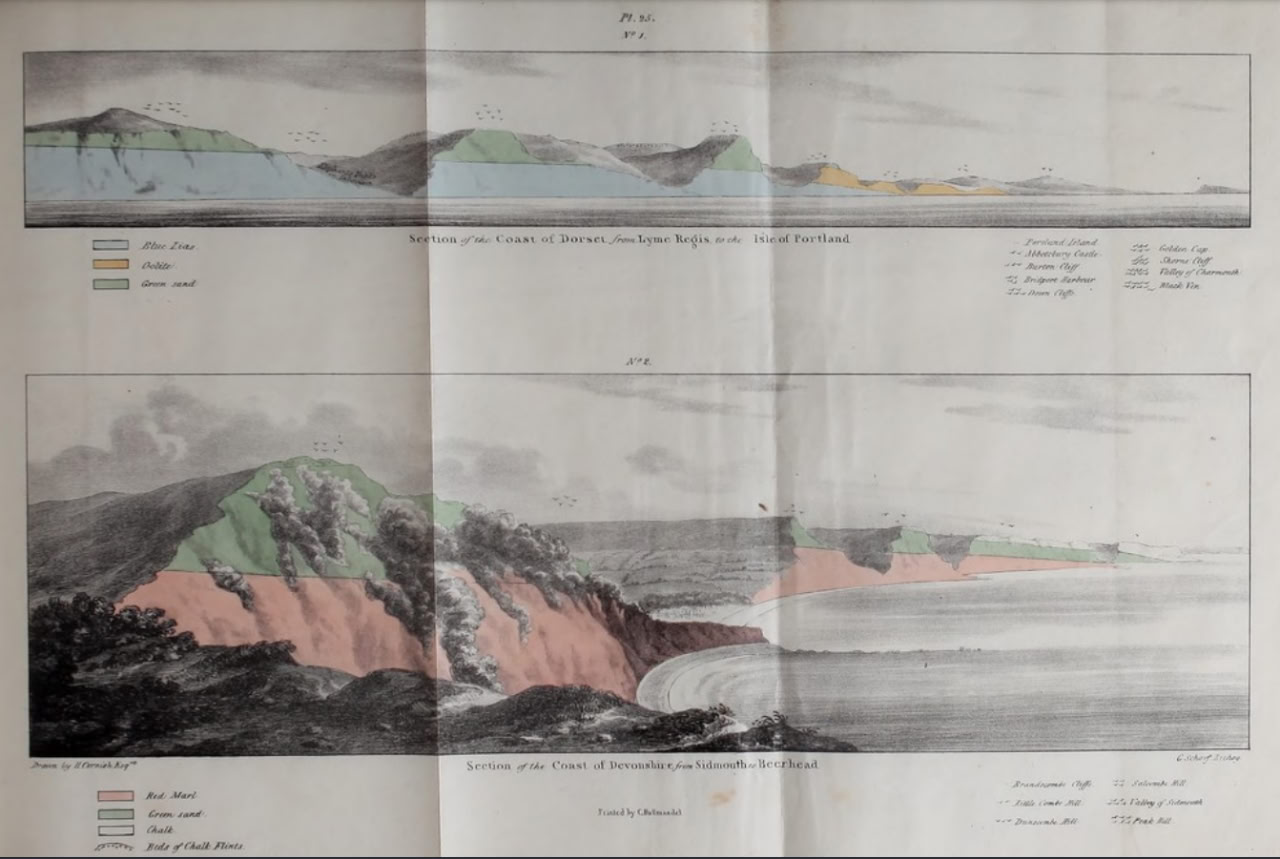 Pl. 25.
Nº 1.
Section of the Coast of Dorset from Lyme Regis, to the Isle of Portland
Blue Lias.
Oolite.
Green sand.
Portland Island
Abbotsbury Castle
Burton Cliff
Bridport Harbour
Down Cliffs
Golden Cap
Shorne Cliff
Valley of Charmouth
Black Ven
Nº 2.
Drawn by H. Cornish Esqre
Section of the Coast of Devonshire from Sidmouth to Beerhead
G. Scharf Lithog.
Red Marl
Green sand.
Chalk.
Beds of Chalk Flints.
Printed by C. Hullmandel
Branscombe Cliffs.
Little Combe Hill.
Dunscombe Hill.
Salcombe Hill.
Valley of Sidmouth
Peak Hill.